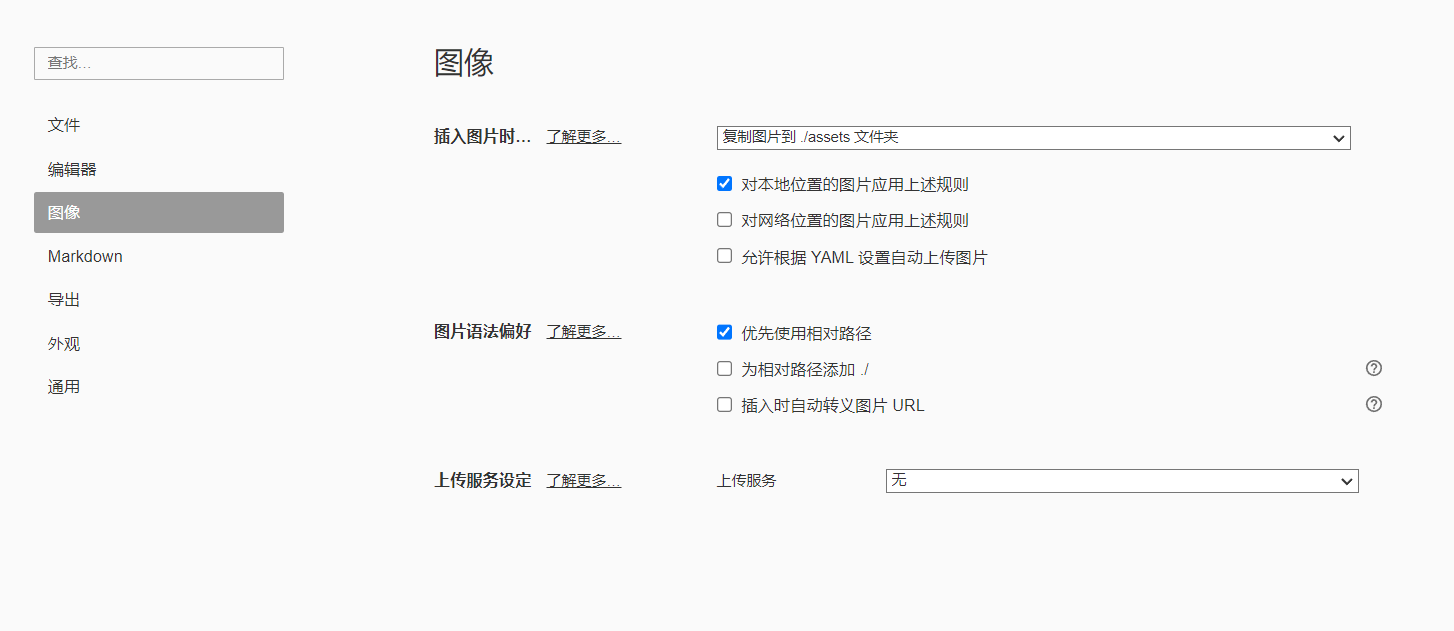 查找...
文件
编辑器
图像
Markdown
导出
外观
通用
图像
插入图片时... 了解更多... 复制图片到 ./assets 文件夹
对本地位置的图片应用上述规则
对网络位置的图片应用上述规则
允许根据 YAML 设置自动上传图片
图片语法偏好 了解更多... 优先使用相对路径
为相对路径添加 ./
插入时自动转义图片 URL
上传服务设定 了解更多... 上传服务 无